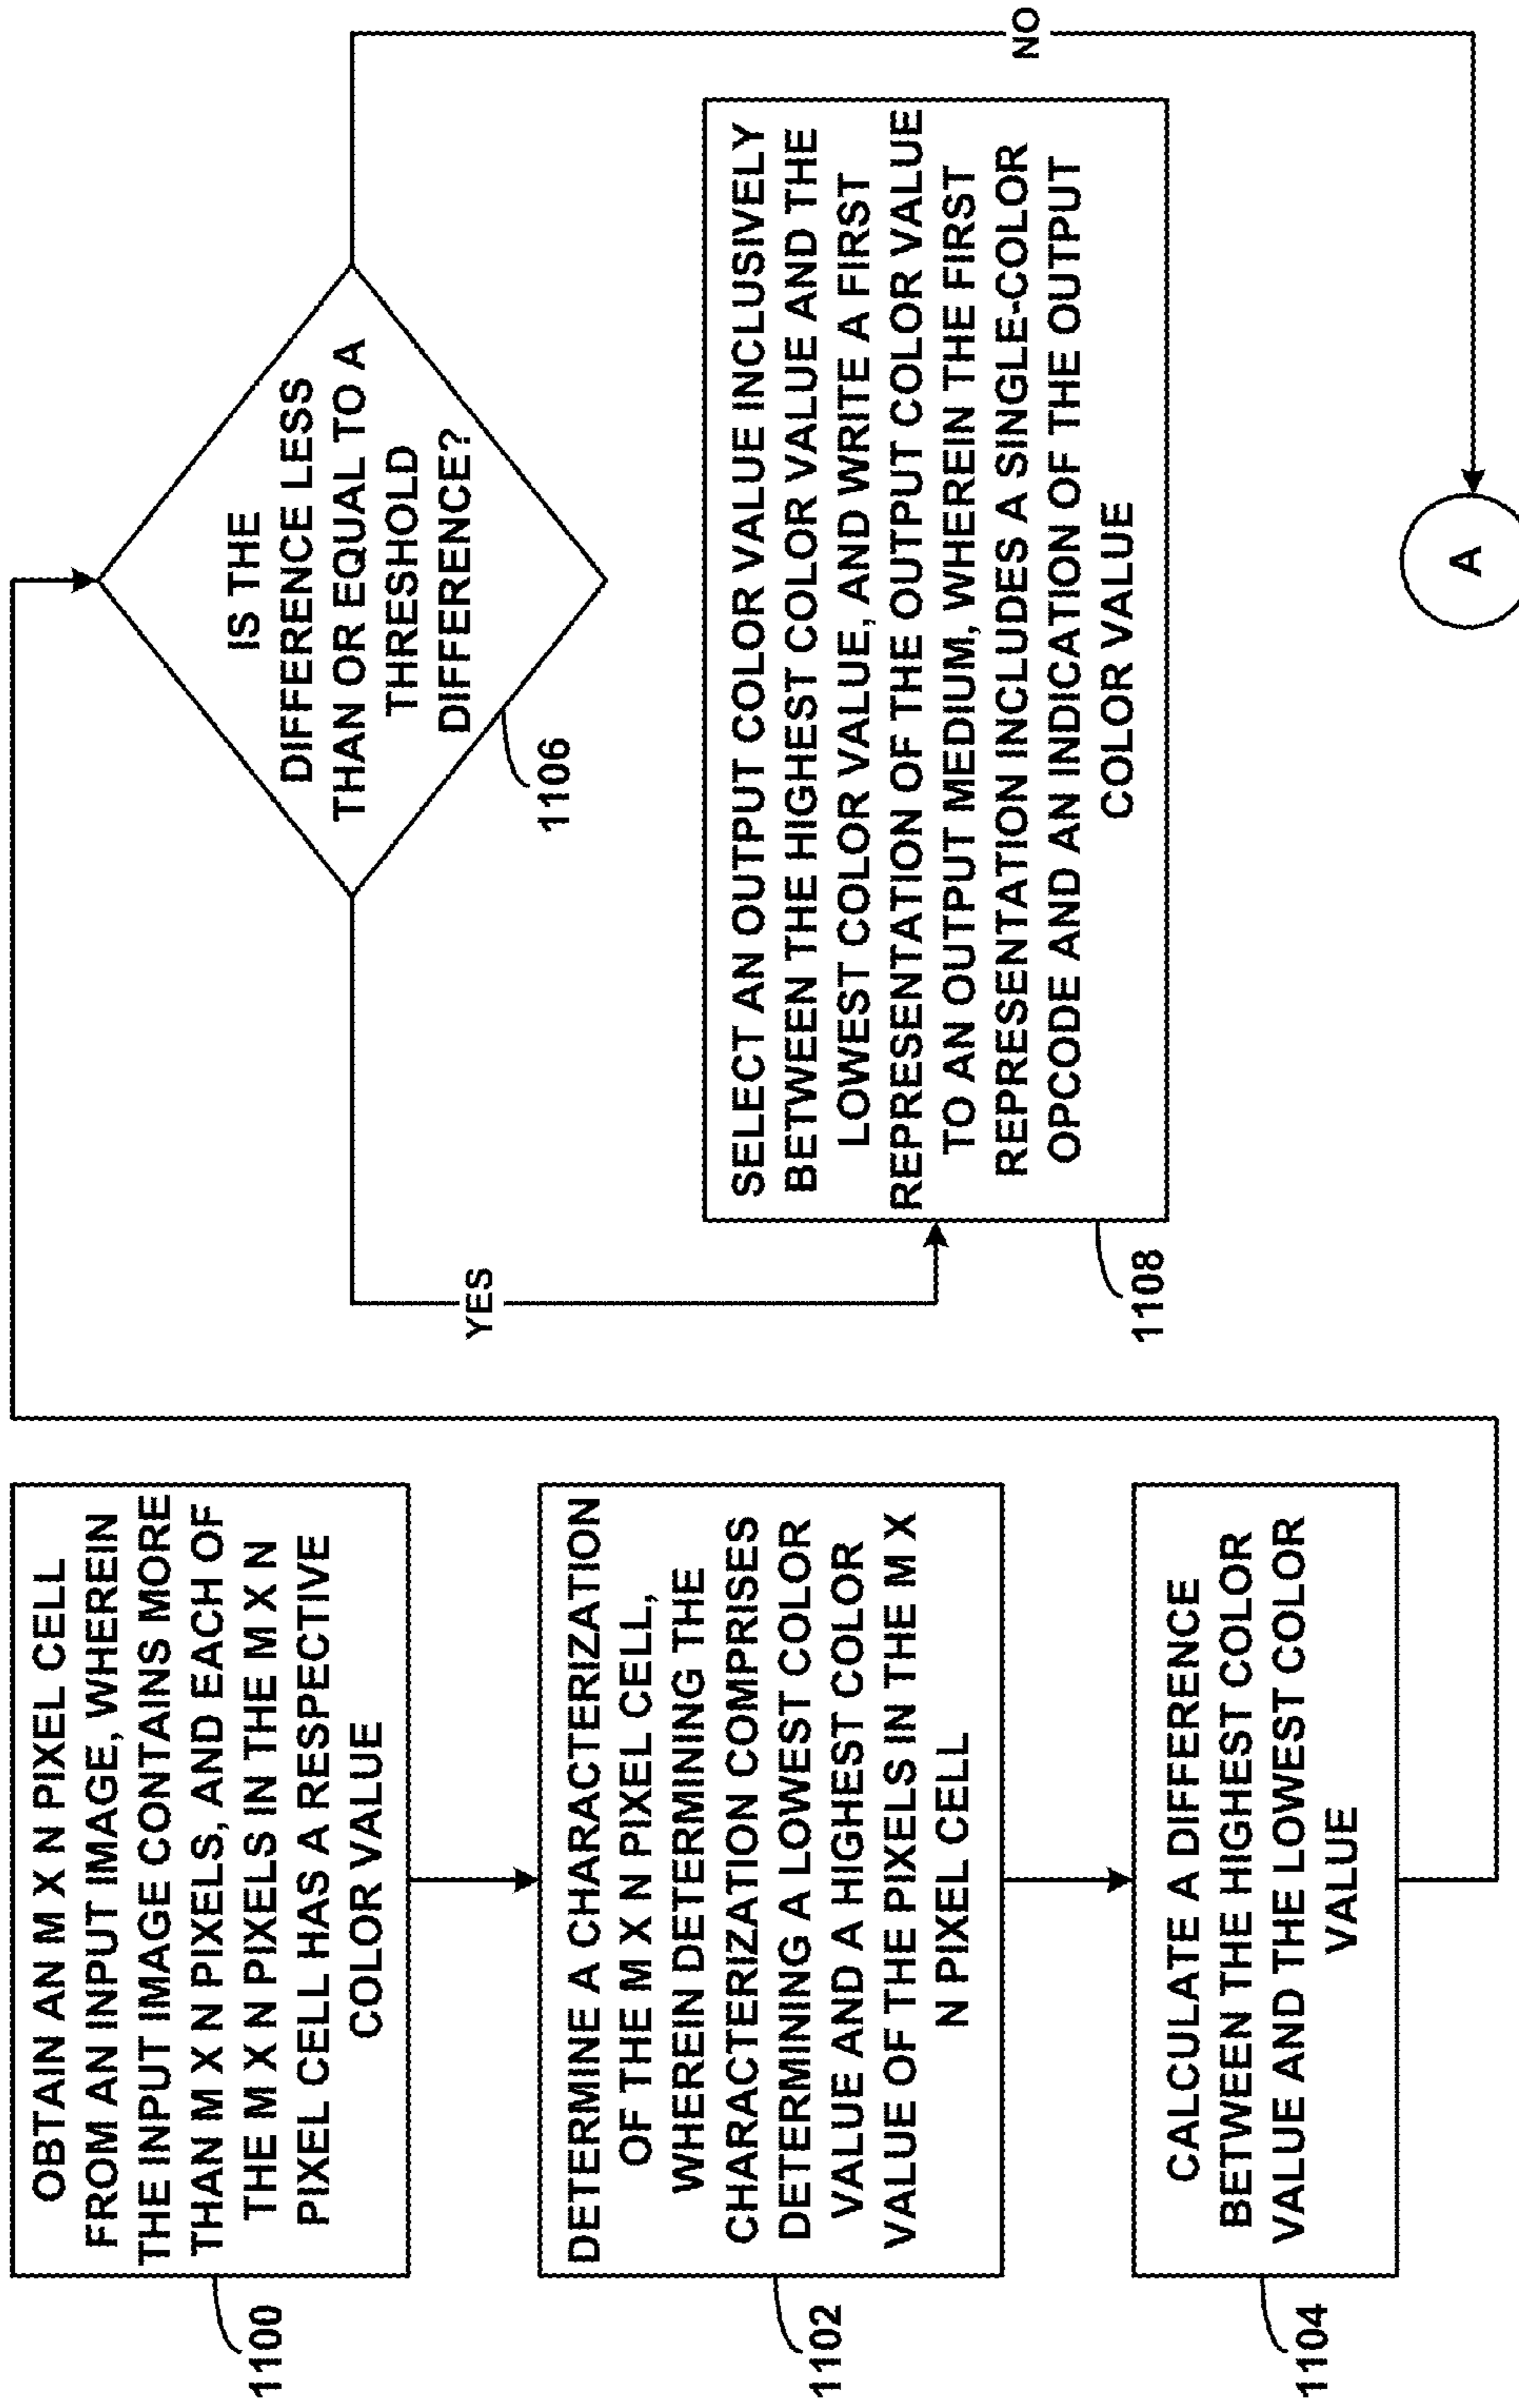 OBTAIN AN M X N PIXEL CELL
FROM AN INPUT IMAGE, WHEREIN
THE INPUT IMAGE CONTAINS MORE
THAN M X N PIXELS, AND EACH OF
THE M X N PIXELS IN THE M X N
PIXEL CELL HAS A RESPECTIVE
COLOR VALUE
1100
DETERMINE A CHARACTERIZATION
OF THE M X N PIXEL CELL,
WHEREIN DETERMINING THE
CHARACTERIZATION COMPRISES
DETERMINING A LOWEST COLOR
VALUE AND A HIGHEST COLOR
VALUE OF THE PIXELS IN THE M X
N PIXEL CELL
1102
CALCULATE A DIFFERENCE
BETWEEN THE HIGHEST COLOR
VALUE AND THE LOWEST COLOR
VALUE
1104
IS THE
DIFFERENCE LESS
THAN OR EQUAL TO A
THRESHOLD
DIFFERENCE?
1106
YES
NO
SELECT AN OUTPUT COLOR VALUE INCLUSIVELY
BETWEEN THE HIGHEST COLOR VALUE AND THE
LOWEST COLOR VALUE, AND WRITE A FIRST
REPRESENTATION OF THE OUTPUT COLOR VALUE
TO AN OUTPUT MEDIUM, WHEREIN THE FIRST
REPRESENTATION INCLUDES A SINGLE-COLOR
OPCODE AND AN INDICATION OF THE OUTPUT
COLOR VALUE
1108
A